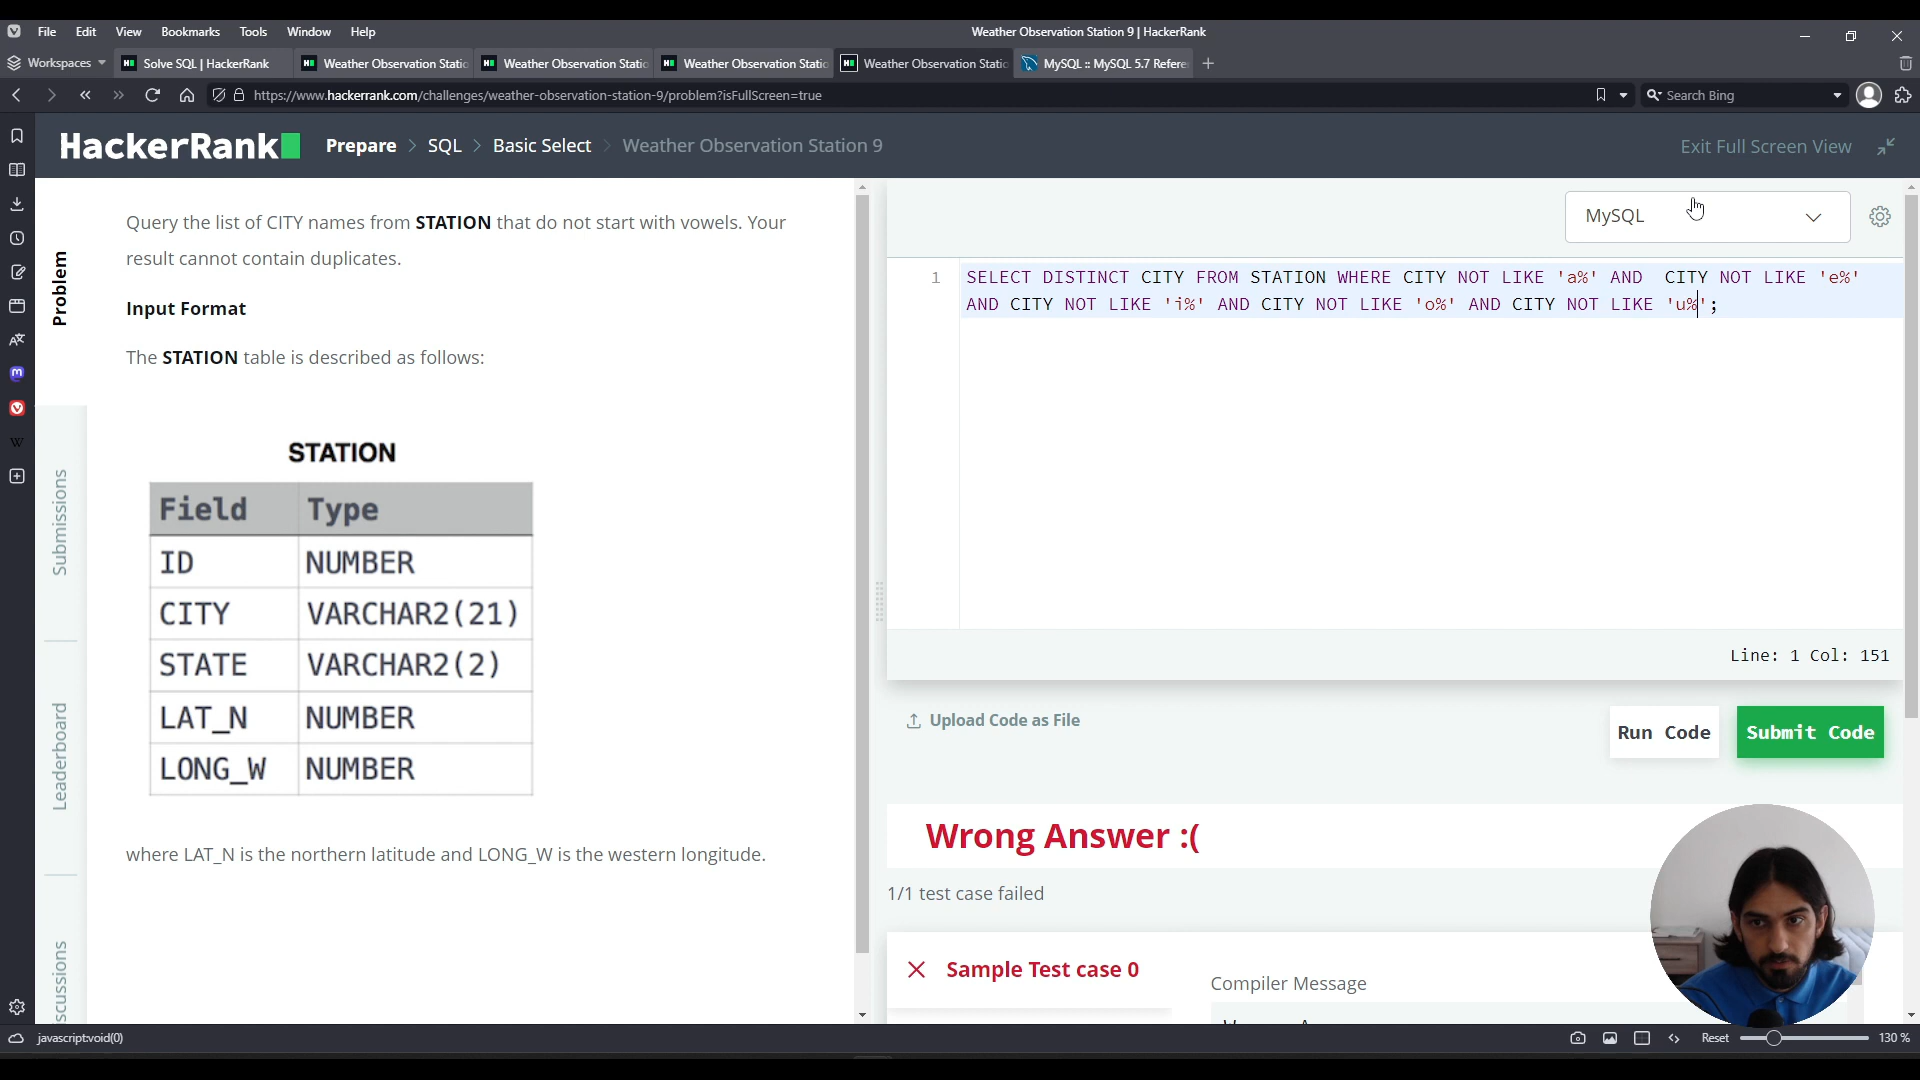 File Edit View Bookmarks Tools Window Help
Weather Observation Station 9 | HackerRank
Workspaces
Solve SQL | HackerRank
Weather Observation Static
Weather Observation Static
Weather Observation Static
Weather Observation Static
MySQL :: MySQL 5.7 Refere
https://www.hackerrank.com/challenges/weather-observation-station-9/problem?isFullScreen=true
Search Bing
HackerRank
Prepare > SQL > Basic Select > Weather Observation Station 9
Exit Full Screen View
Problem
Submissions
Leaderboard
scussions
Query the list of CITY names from STATION that do not start with vowels. Your
result cannot contain duplicates.
Input Format
The STATION table is described as follows:
STATION
Field Type
ID NUMBER
CITY VARCHAR2(21)
STATE VARCHAR2(2)
LAT_N NUMBER
LONG_W NUMBER
where LAT_N is the northern latitude and LONG_W is the western longitude.
MySQL
1 SELECT DISTINCT CITY FROM STATION WHERE CITY NOT LIKE 'a%' AND  CITY NOT LIKE 'e%'
AND CITY NOT LIKE 'i%' AND CITY NOT LIKE 'o%' AND CITY NOT LIKE 'u%';
Line: 1 Col: 151
Upload Code as File
Run Code
Submit Code
Wrong Answer :(
1/1 test case failed
Sample Test case 0
Compiler Message
javascript:void(0)
Reset
130 %